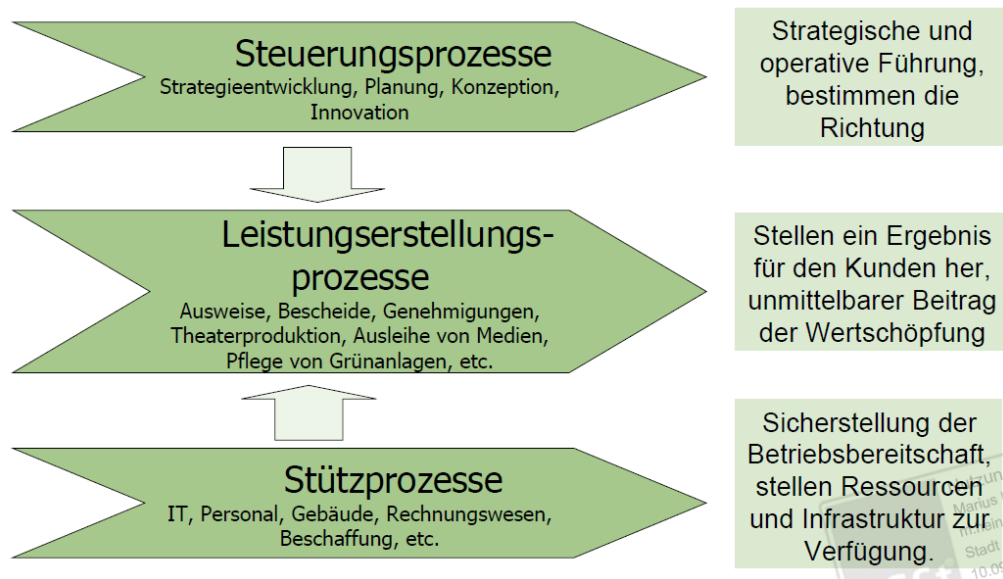 Steuerungsprozesse
Strategieentwicklung, Planung, Konzeption,
Innovation
Strategische und
operative Führung,
bestimmen die
Richtung
Leistungserstellungs-
prozesse
Ausweise, Bescheide, Genehmigungen,
Theaterproduktion, Ausleihe von Medien,
Pflege von Grünanlagen, etc.
Stellen ein Ergebnis
für den Kunden her,
unmittelbarer Beitrag
der Wertschöpfung
Stützprozesse
IT, Personal, Gebäude, Rechnungswesen,
Beschaffung, etc.
Sicherstellung der
Betriebsbereitschaft,
stellen Ressourcen
und Infrastruktur zur
Verfügung.
Marius
Stadt